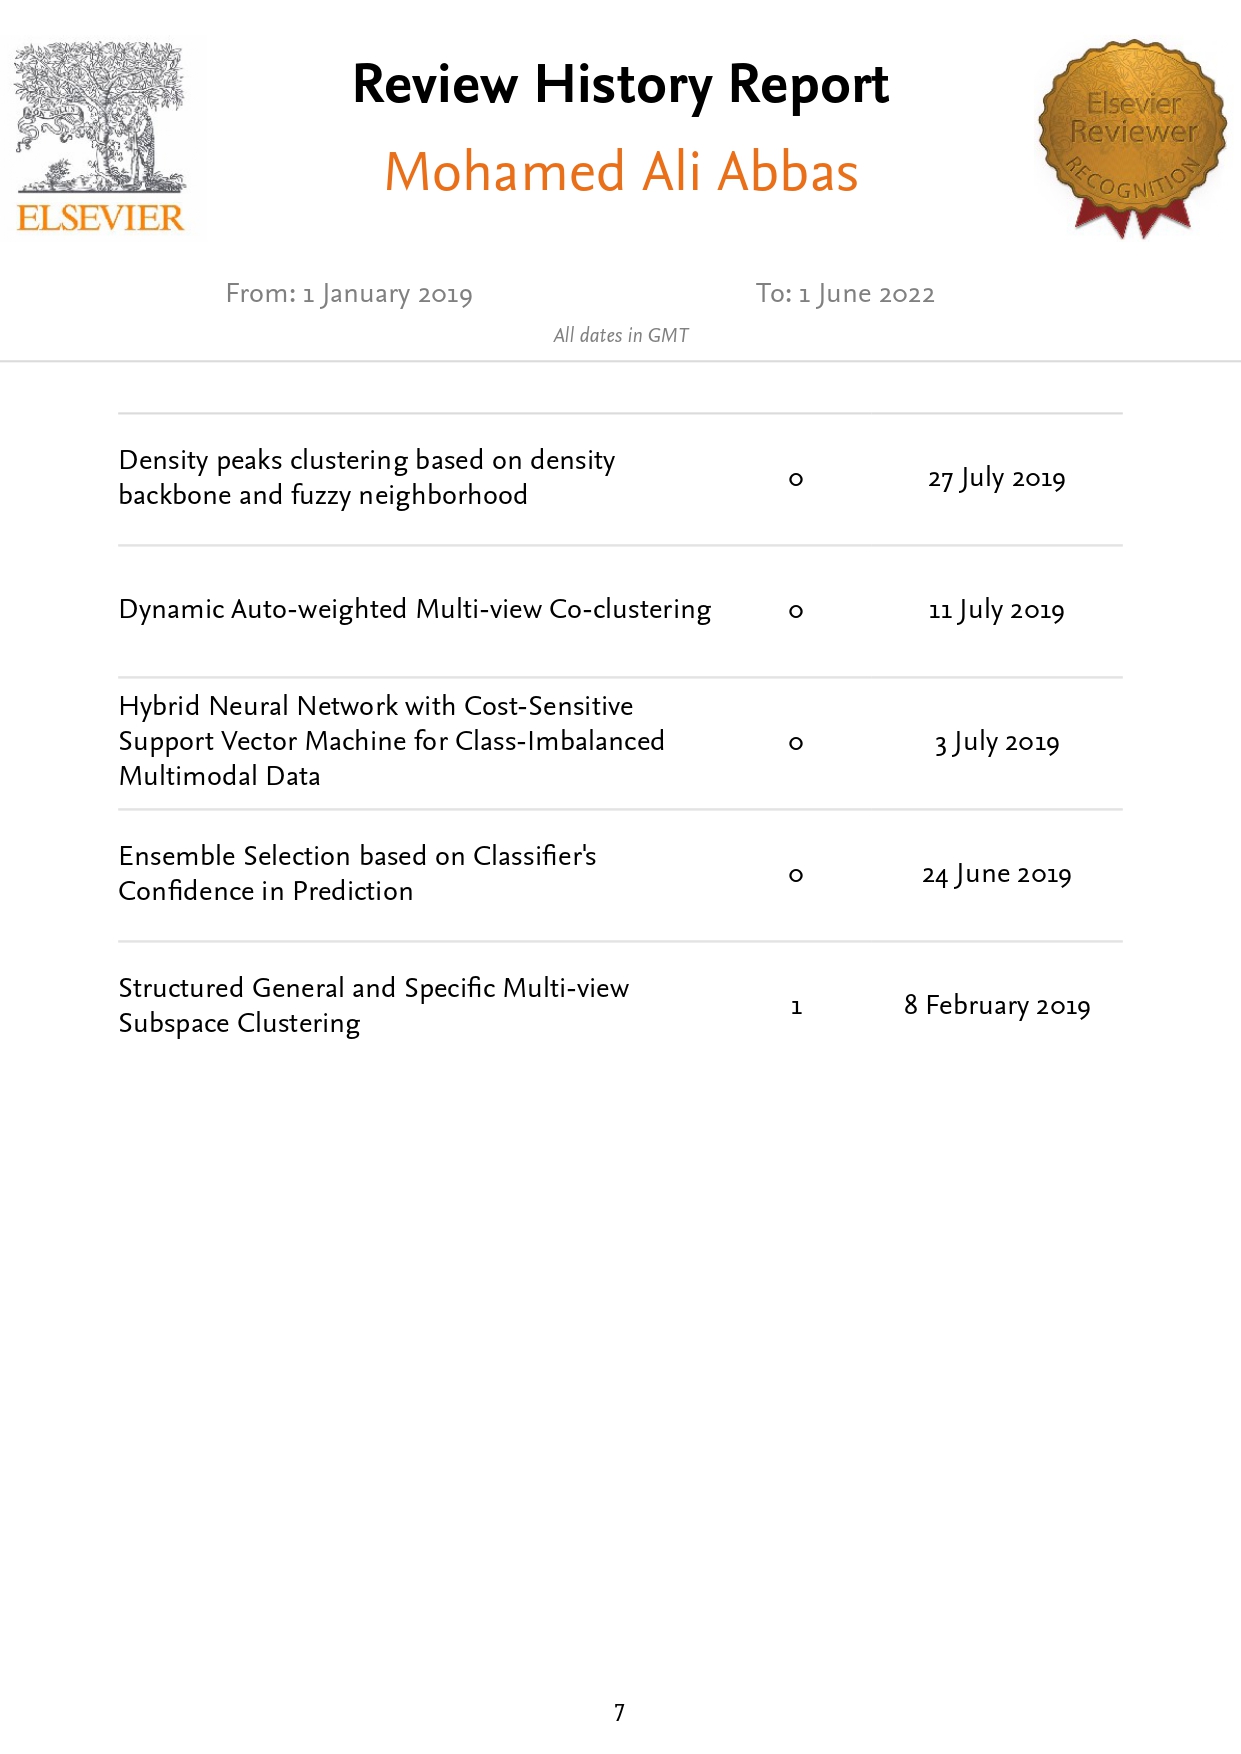 Review History Report
Mohamed Ali Abbas
ELSEVIER
Elsevier
Reviewer
RECOGNITION
From: 1 January 2019 To: 1 June 2022
All dates in GMT
Density peaks clustering based on density
backbone and fuzzy neighborhood
0 27 July 2019
Dynamic Auto-weighted Multi-view Co-clustering 0 11 July 2019
Hybrid Neural Network with Cost-Sensitive
Support Vector Machine for Class-Imbalanced 0 3 July 2019
Multimodal Data
Ensemble Selection based on Classifier's
Confidence in Prediction
0 24 June 2019
Structured General and Specific Multi-view
Subspace Clustering
1 8 February 2019
7